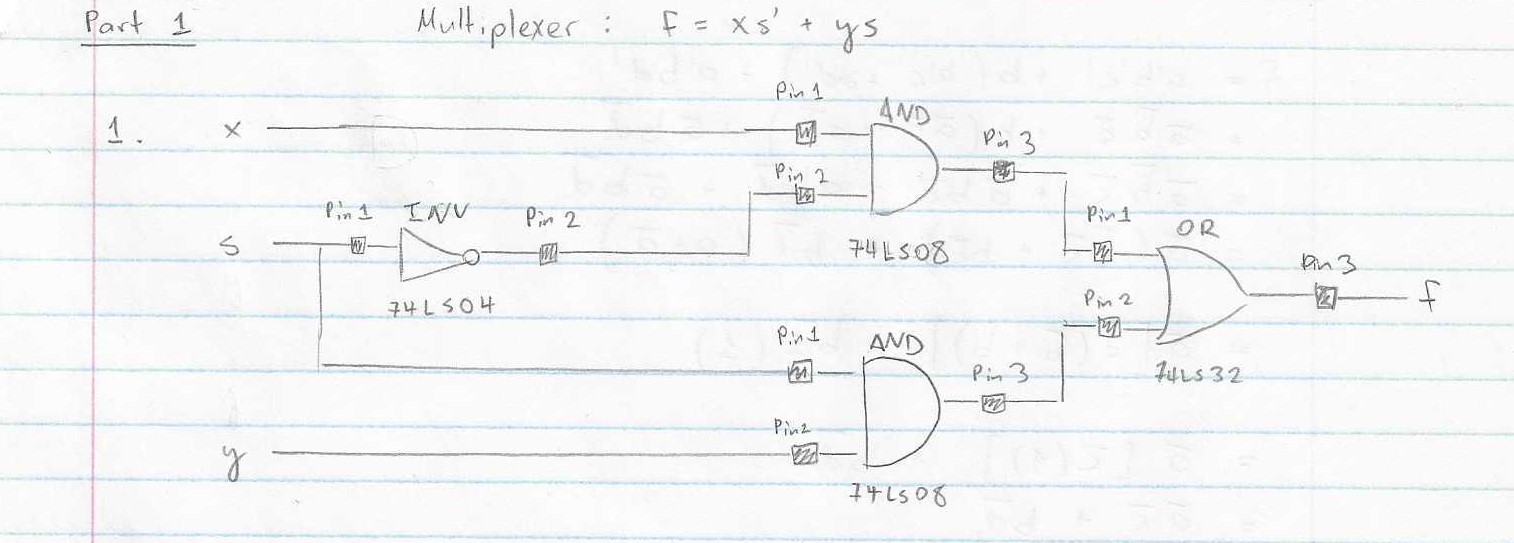 Part 1 Multiplexer : f = xs' + ys
Pin 1
AND
1. x
Pin 3
Pin 2
Pin 1 INV Pin 2
Pin 1
OR
s
74LS08
Pin 3
74LS04
Pin 2
f
Pin 1 AND
74LS32
Pin 3
Pin 2
y
74LS08